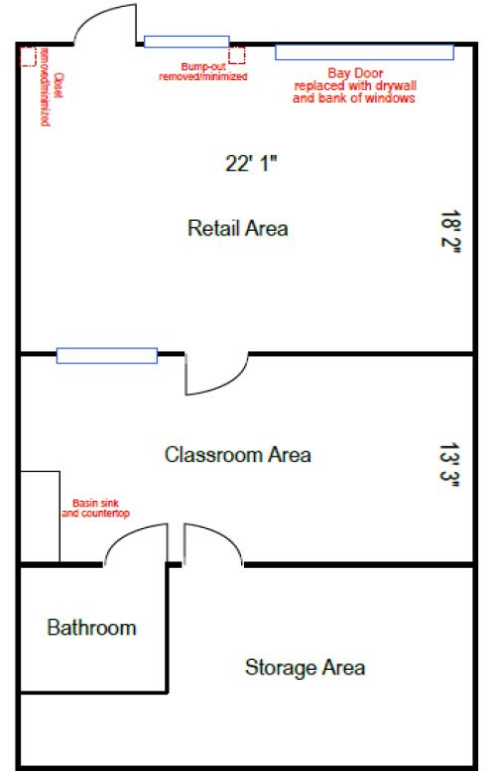 Closet
removed/minimized
Bump-out
removed/minimized
Bay Door
replaced with drywall
and bank of windows
22' 1"
Retail Area
18' 2"
Classroom Area
13' 3"
Basin sink
and countertop
Bathroom
Storage Area